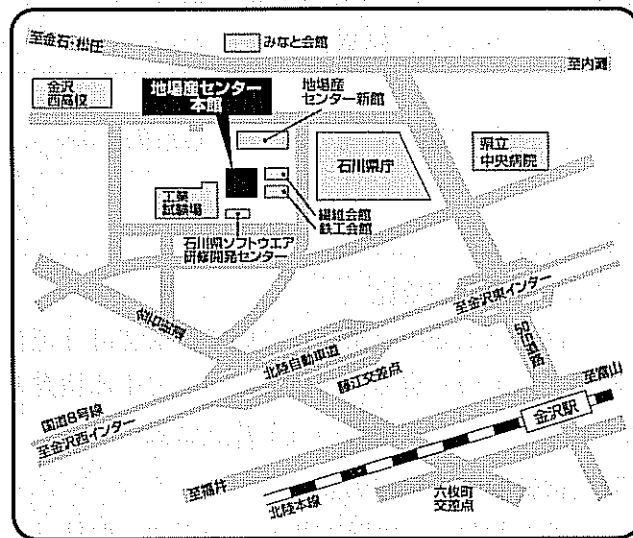 至金石・松任
みなと会館
至内灘
金沢
西高校
地場産センター
本館
地場産
センター新館
石川県庁
県立
中央病院
工業
試験場
繊維会館
鉄工会館
石川県ソフトウエア
研修開発センター
至金沢東インター
50m道路
北陸自動車道
藤江交差点
国道8号線
至金沢西インター
至富山
金沢駅
至福井
北陸本線
六枚町
交差点